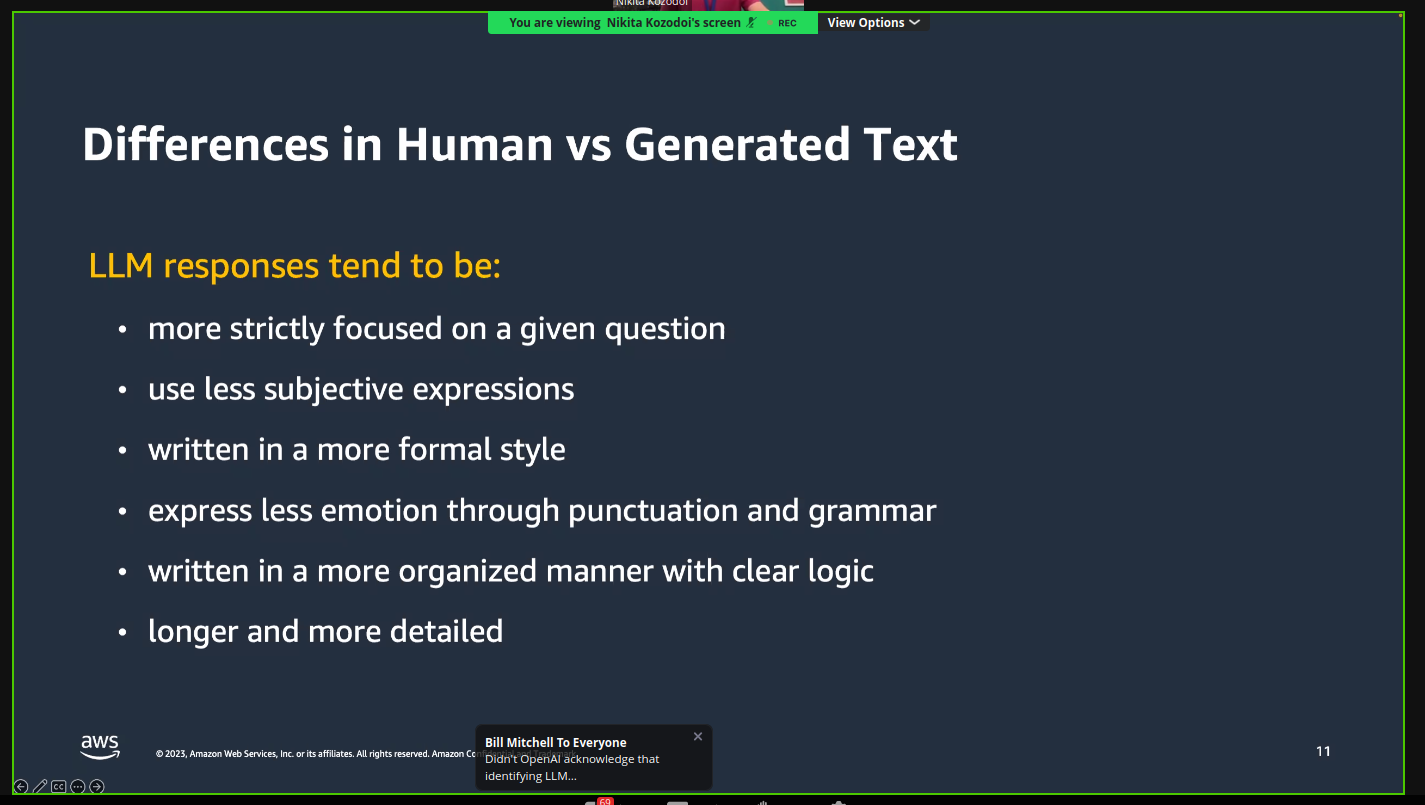 Nikita Kozodoi
You are viewing Nikita Kozodoi's screen REC View Options
Differences in Human vs Generated Text
LLM responses tend to be:
• more strictly focused on a given question
• use less subjective expressions
• written in a more formal style
• express less emotion through punctuation and grammar
• written in a more organized manner with clear logic
• longer and more detailed
aws
© 2023, Amazon Web Services, Inc. or its affiliates. All rights reserved. Amazon Confidential and Trademark.
Bill Mitchell To Everyone
Didn't OpenAI acknowledge that
identifying LLM...
11
CC
69